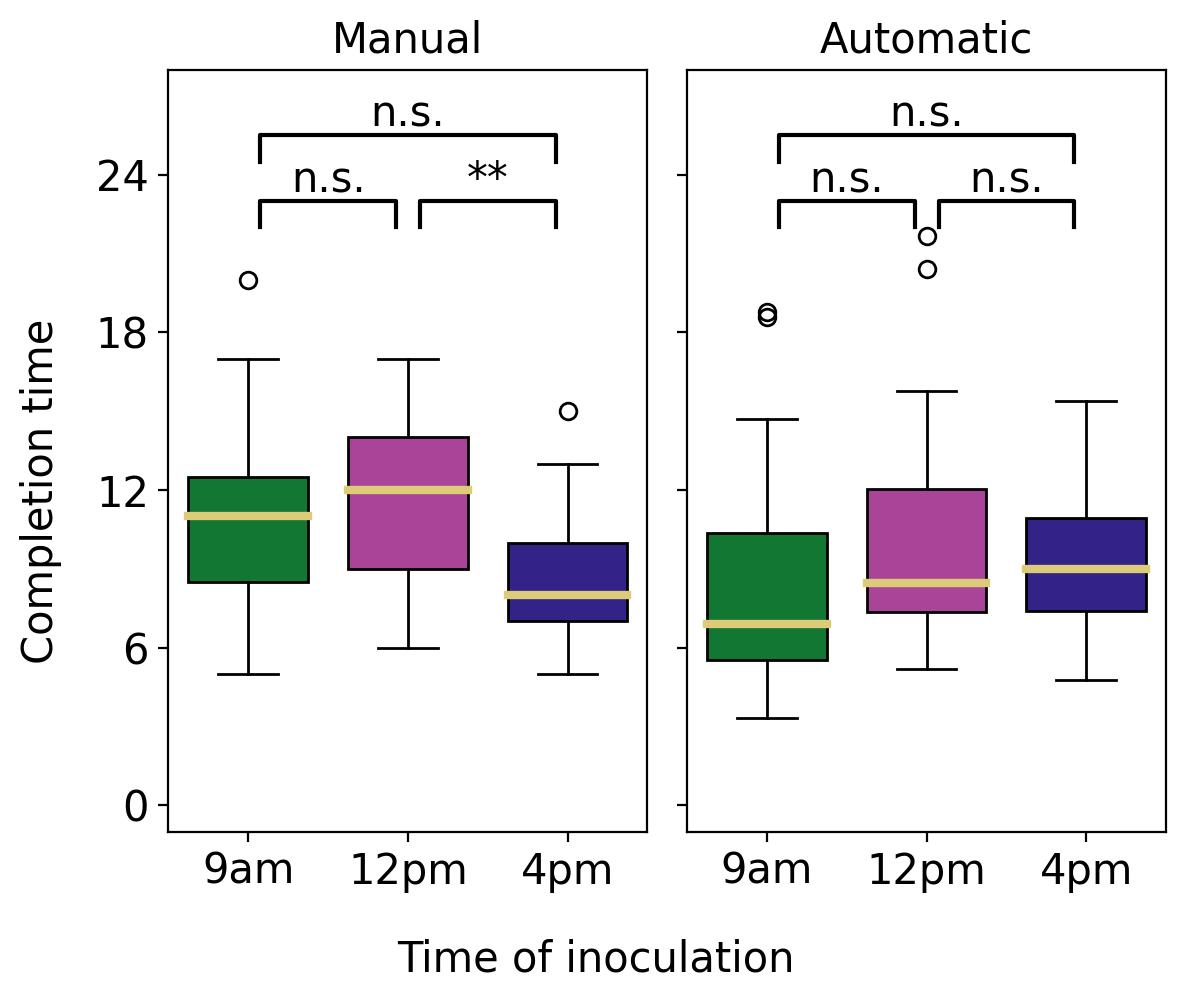 Manual
Automatic
n.s.
n.s.
n.s.
**
n.s.
n.s.
24
18
12
6
0
Completion time
9am
12pm
4pm
9am
12pm
4pm
Time of inoculation